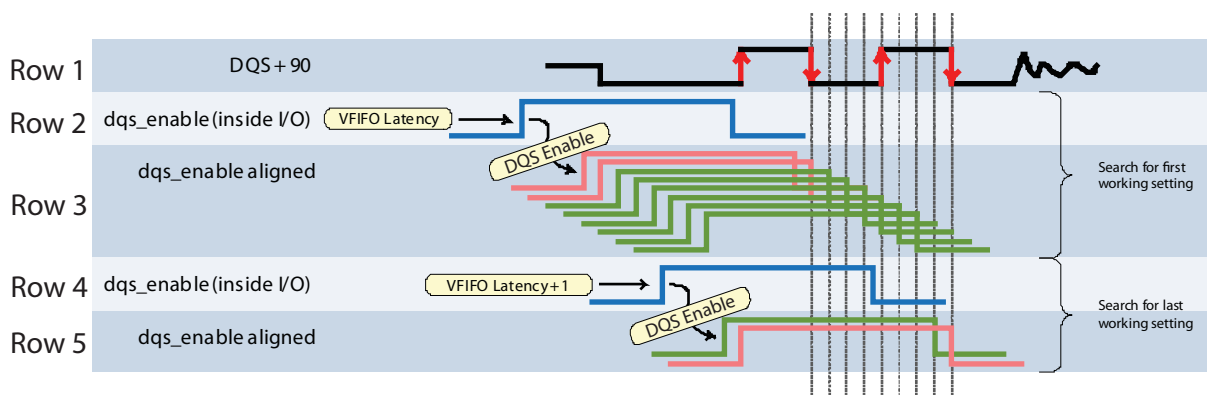 Row 1
DQS + 90
Row 2
dqs_enable (inside I/O)
VFIFO Latency
DQS Enable
Row 3
dqs_enable aligned
Search for first
working setting
Row 4
dqs_enable (inside I/O)
VFIFO Latency+1
DQS Enable
Row 5
dqs_enable aligned
Search for last
working setting